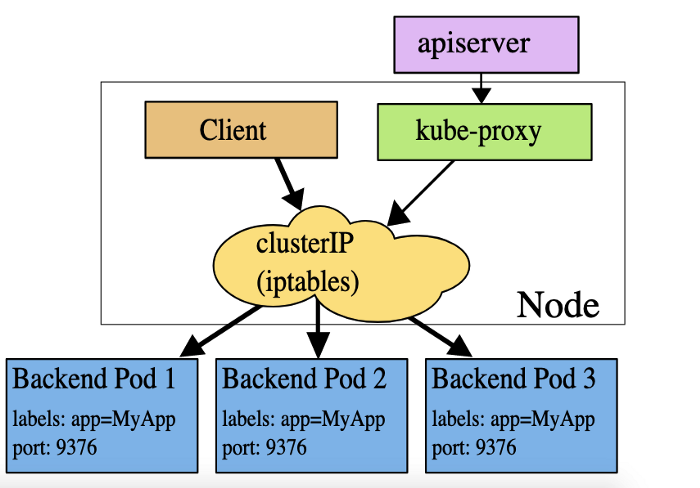 apiserver
Client
kube-proxy
clusterIP
(iptables)
Node
Backend Pod 1
labels: app=MyApp
port: 9376
Backend Pod 2
labels: app=MyApp
port: 9376
Backend Pod 3
labels: app=MyApp
port: 9376